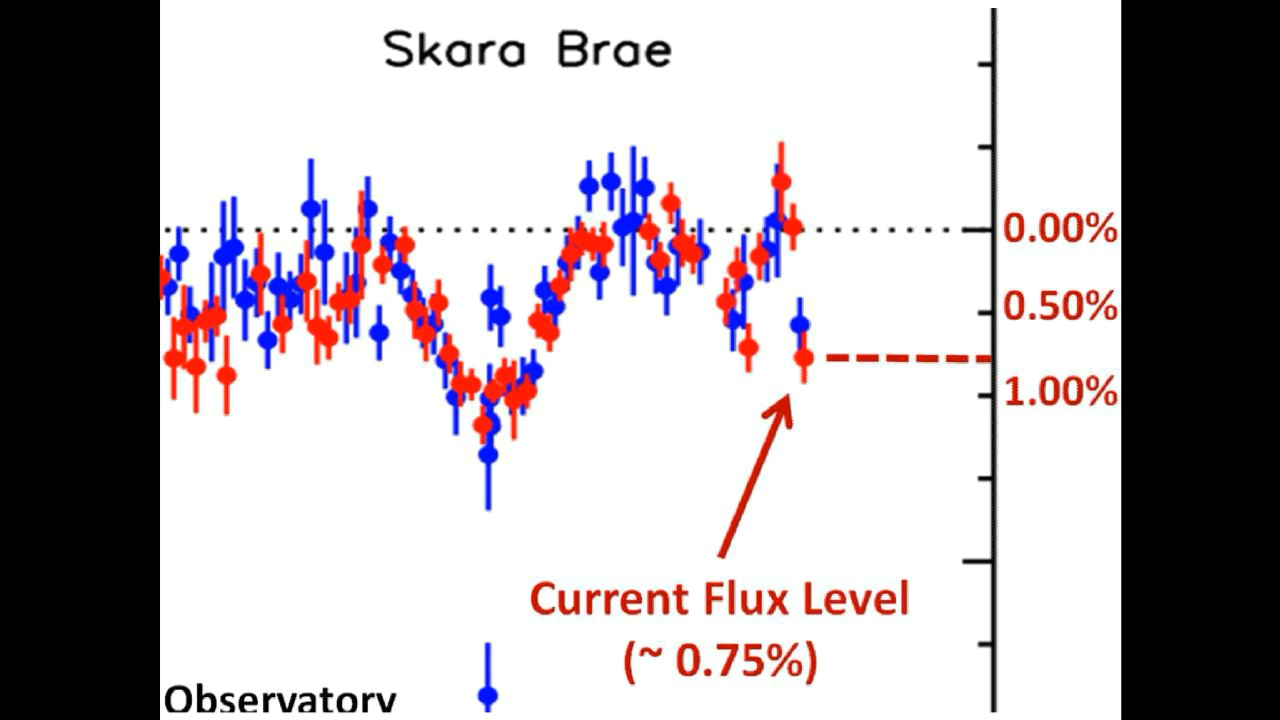 Skara Brae
0.00%
0.50%
1.00%
Current Flux Level
(~ 0.75%)
Observatory